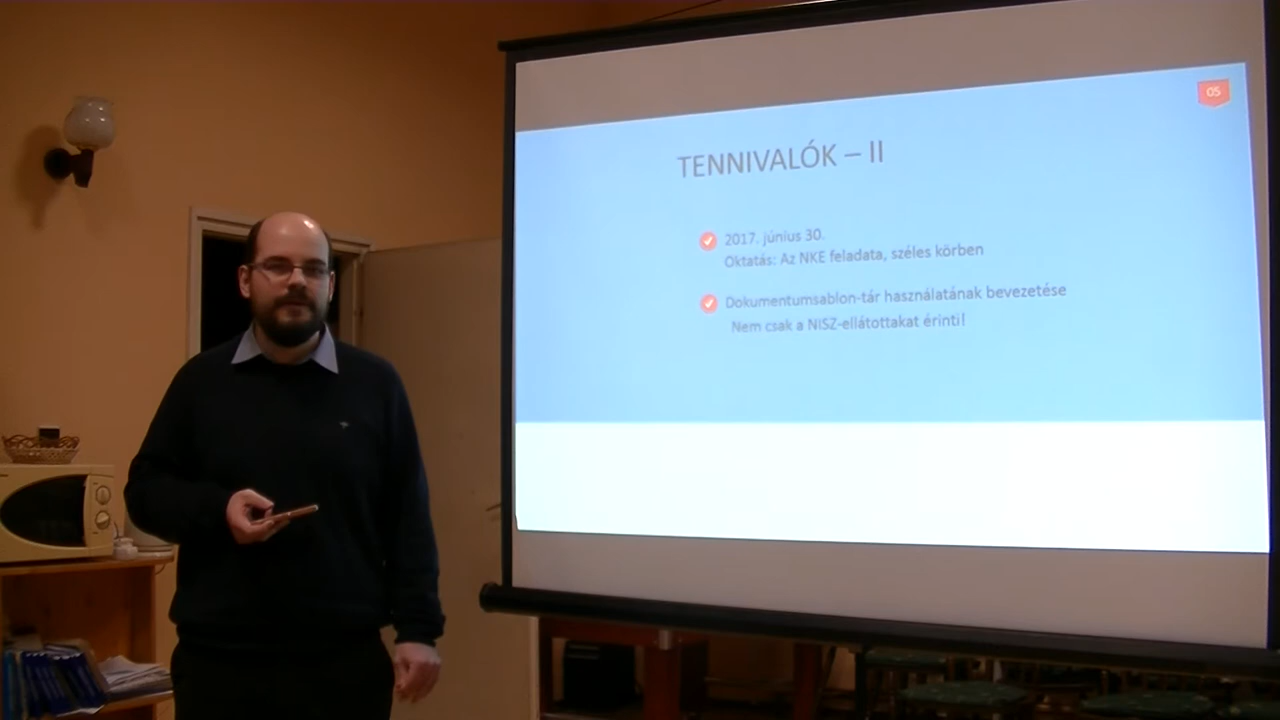 05
TENNIVALÓK – II
2017. június 30.
Oktatás: Az NKE feladata, széles körben
Dokumentumsablon-tár használatának bevezetése
Nem csak a NISZ-ellátottakat érinti!